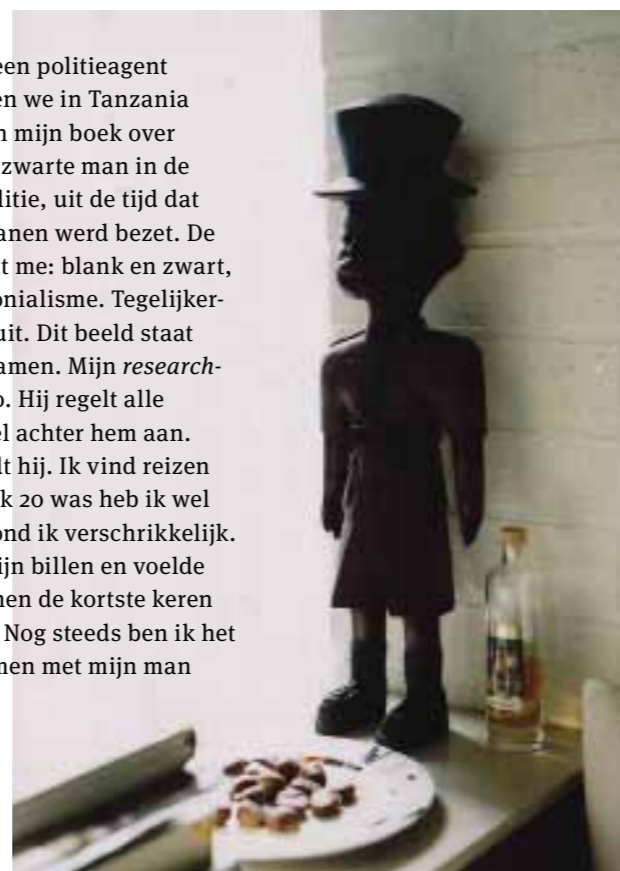 een politieagent
en we in Tanzania
n mijn boek over
zwarte man in de
litie, uit de tijd dat
anen werd bezet. De
t me: blank en zwart,
onialisme. Tegelijker-
uit. Dit beeld staat
amen. Mijn research-
o. Hij regelt alle
el achter hem aan.
lt hij. Ik vind reizen
k 20 was heb ik wel
ond ik verschrikkelijk.
ijn billen en voelde
nen de kortste keren
Nog steeds ben ik het
men met mijn man